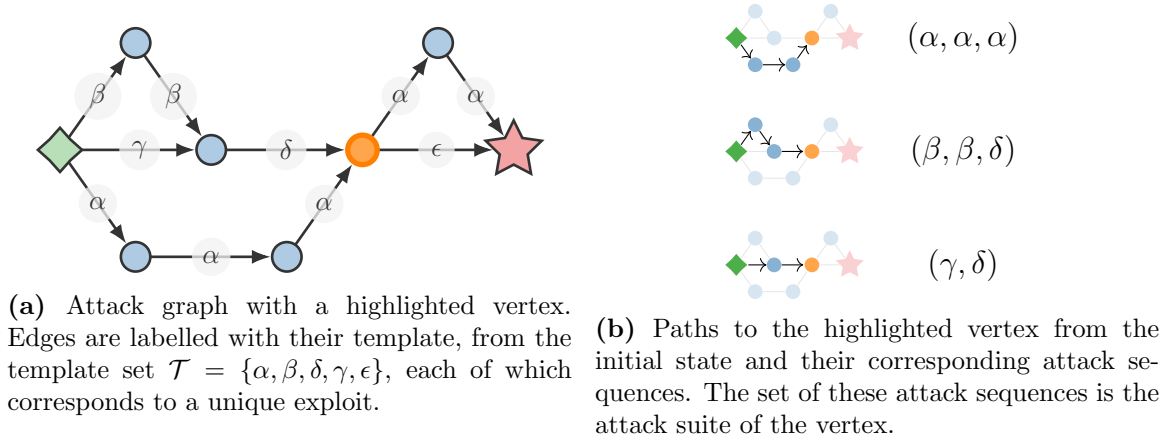 β
β
α
α
γ
δ
ϵ
α
α
α
(a) Attack graph with a highlighted vertex.
Edges are labelled with their template, from the
template set 𝒯 = {α, β, δ, γ, ϵ}, each of which
corresponds to a unique exploit.
(α, α, α)
(β, β, δ)
(γ, δ)
(b) Paths to the highlighted vertex from the
initial state and their corresponding attack se-
quences. The set of these attack sequences is the
attack suite of the vertex.